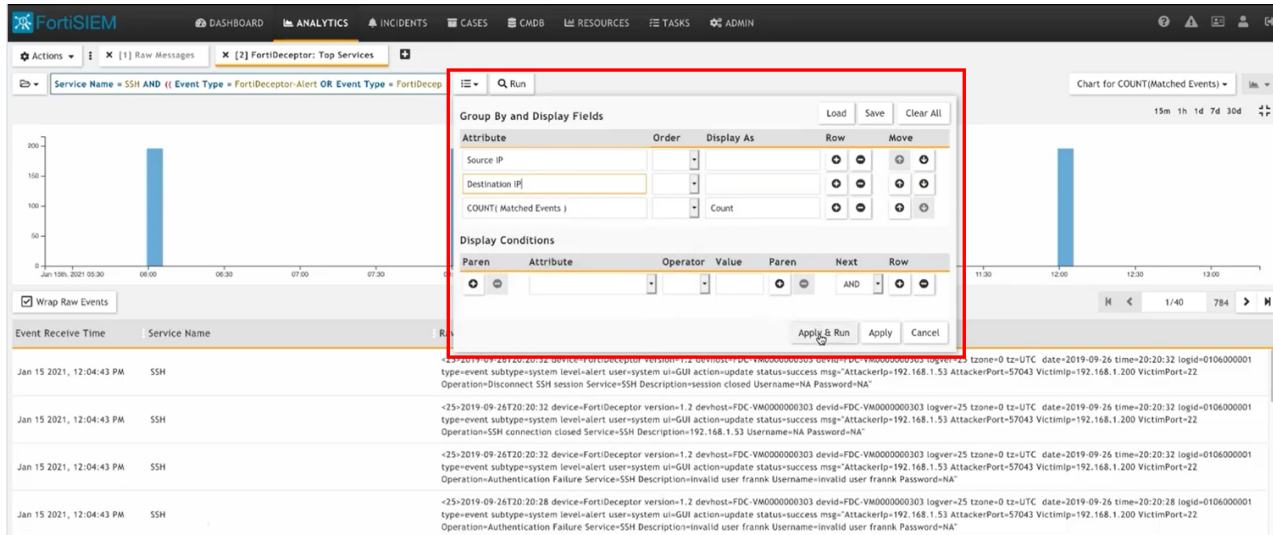 FortiSIEM DASHBOARD ANALYTICS INCIDENTS CASES CMDB RESOURCES TASKS ADMIN
Actions [1] Raw Messages [2] FortiDeceptor: Top Services
Service Name = SSH AND (( Event Type = FortiDeceptor-Alert OR Event Type = FortiDecep Run Chart for COUNT(Matched Events)
15m 1h 1d 7d 30d
Group By and Display Fields Load Save Clear All
Attribute Order Display As Row Move
Source IP
Destination IP
COUNT( Matched Events ) Count
Display Conditions
Paren Attribute Operator Value Paren Next Row
AND
Apply & Run Apply Cancel
200
150
100
50
0
Jan 15th, 2021 05:30 06:00 06:30 07:00 07:30 11:30 12:00 12:30 13:00
Wrap Raw Events 1/40 784
Event Receive Time Service Name
<25>2019-09-26T20:20:32 device=FortiDeceptor version=1.2 devhost=FDC-VM0000000303 devid=FDC-VM0000000303 logver=25 tzone=0 tz=UTC date=2019-09-26 time=20:20:32 logid=0106000001
Jan 15 2021, 12:04:43 PM SSH type=event subtype=system level=alert user=system ui=GUI action=update status=success msg="AttackerIp=192.168.1.53 AttackerPort=57043 VictimIp=192.168.1.200 VictimPort=22
Operation=Disconnect SSH session Service=SSH Description=session closed Username=NA Password=NA"
<25>2019-09-26T20:20:32 device=FortiDeceptor version=1.2 devhost=FDC-VM0000000303 devid=FDC-VM0000000303 logver=25 tzone=0 tz=UTC date=2019-09-26 time=20:20:32 logid=0106000001
Jan 15 2021, 12:04:43 PM SSH type=event subtype=system level=alert user=system ui=GUI action=update status=success msg="AttackerIp=192.168.1.53 AttackerPort=57043 VictimIp=192.168.1.200 VictimPort=22
Operation=SSH connection closed Service=SSH Description=192.168.1.53 Username=NA Password=NA"
<25>2019-09-26T20:20:32 device=FortiDeceptor version=1.2 devhost=FDC-VM0000000303 devid=FDC-VM0000000303 logver=25 tzone=0 tz=UTC date=2019-09-26 time=20:20:32 logid=0106000001
Jan 15 2021, 12:04:43 PM SSH type=event subtype=system level=alert user=system ui=GUI action=update status=success msg="AttackerIp=192.168.1.53 AttackerPort=57043 VictimIp=192.168.1.200 VictimPort=22
Operation=Authentication Failure Service=SSH Description=invalid user frannk Username=invalid user frannk Password=NA"
<25>2019-09-26T20:20:28 device=FortiDeceptor version=1.2 devhost=FDC-VM0000000303 devid=FDC-VM0000000303 logver=25 tzone=0 tz=UTC date=2019-09-26 time=20:20:28 logid=0106000001
Jan 15 2021, 12:04:43 PM SSH type=event subtype=system level=alert user=system ui=GUI action=update status=success msg="AttackerIp=192.168.1.53 AttackerPort=57043 VictimIp=192.168.1.200 VictimPort=22
Operation=Authentication Failure Service=SSH Description=invalid user frannk Username=invalid user frannk Password=NA"